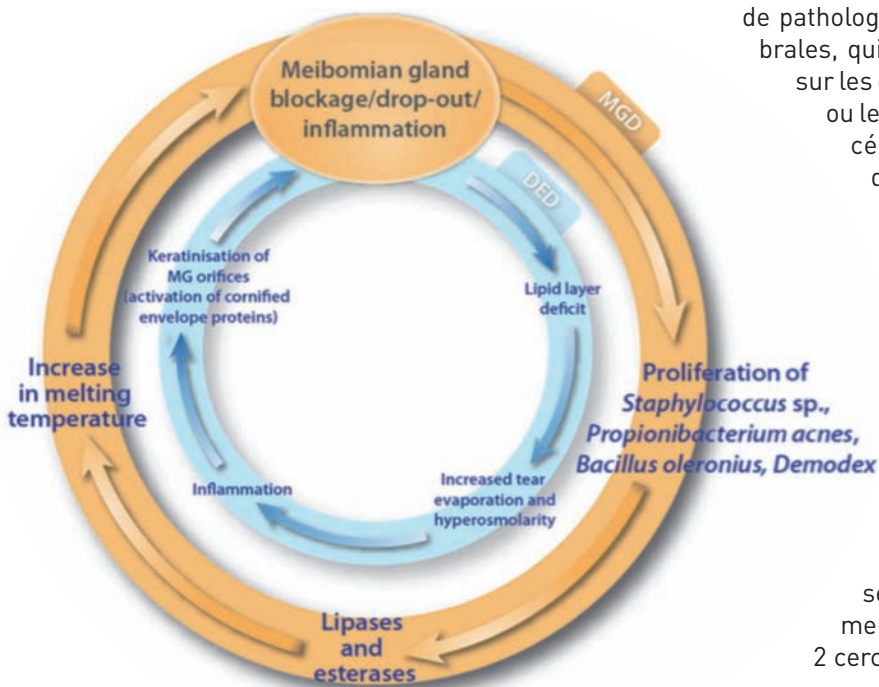 de patholog
brales, qui
sur les
ou le
cé
Meibomian gland
blockage/drop-out/
inflammation
MGD
DED
Keratinisation of
MG orifices
(activation of cornified
envelope proteins)
Lipid layer
deficit
Increase
in melting
temperature
Proliferation of
Staphylococcus sp.,
Propionibacterium acnes,
Bacillus oleronius, Demodex
Inflammation
Increased tear
evaporation and
hyperosmolarity
Lipases
and
esterases
me
2 cerc